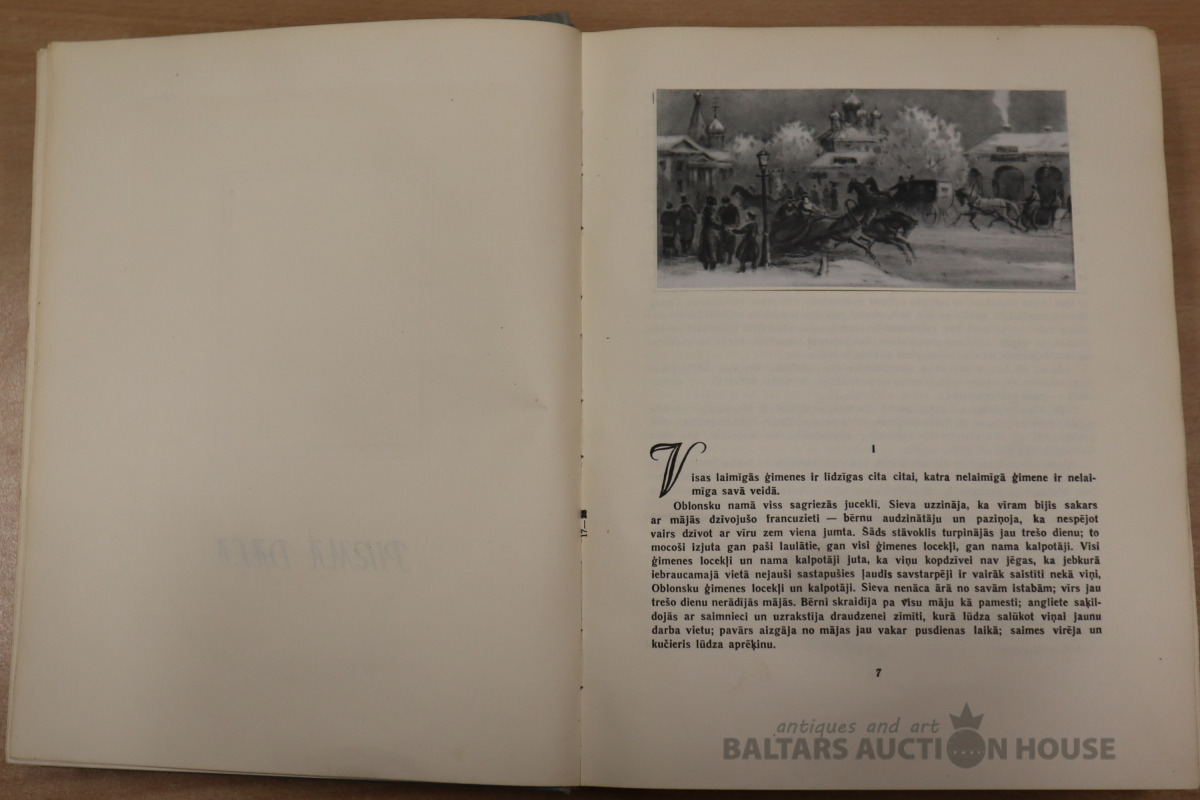 PIRMĀ DAĻA
I
Visas laimīgās ģimenes ir līdzīgas cita citai, katra nelaimīgā ģimene ir nelai-
mīga savā veidā.
Oblonsku namā viss sagriezās juceklī. Sieva uzzināja, ka vīram bijis sakars
ar mājās dzīvojušo francuzieti — bērnu audzinātāju un paziņoja, ka nespējot
vairs dzīvot ar vīru zem viena jumta. Šāds stāvoklis turpinājās jau trešo dienu; to
mocoši izjuta gan paši laulātie, gan visi ģimenes locekļi, gan nama kalpotāji. Visi
ģimenes locekļi un nama kalpotāji juta, ka viņu kopdzīvei nav jēgas, ka jebkurā
iebraucamajā vietā nejauši sastapušies ļaudis savstarpēji ir vairāk saistīti nekā viņi,
Oblonsku ģimenes locekļi un kalpotāji. Sieva nenāca ārā no savām istabām; vīrs jau
trešo dienu nerādījās mājās. Bērni skraidīja pa visu māju kā pamesti; angliete saķil-
dojās ar saimnieci un uzrakstīja draudzenei zīmīti, kurā lūdza salūkot viņai jaunu
darba vietu; pavārs aizgāja no mājas jau vakar pusdienas laikā; saimes virēja un
kučieris lūdza aprēķinu.
7
antiques and art
BALTARS AUCTION HOUSE